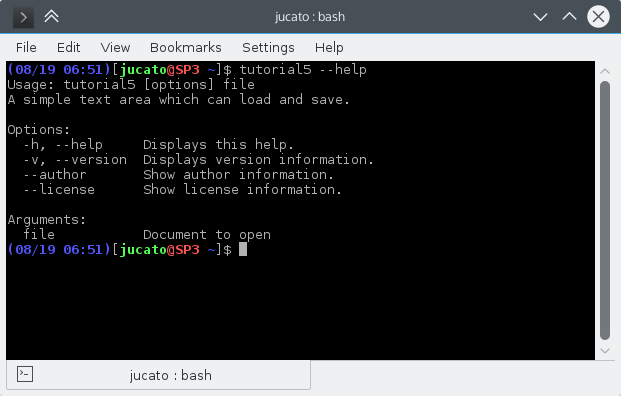 jucato : bash
File Edit View Bookmarks Settings Help
(08/19 06:51)[jucato@SP3 ~]$ tutorial5 --help
Usage: tutorial5 [options] file
A simple text area which can load and save.

Options:
  -h, --help     Displays this help.
  -v, --version  Displays version information.
  --author       Show author information.
  --license      Show license information.

Arguments:
  file           Document to open
(08/19 06:51)[jucato@SP3 ~]$
jucato : bash